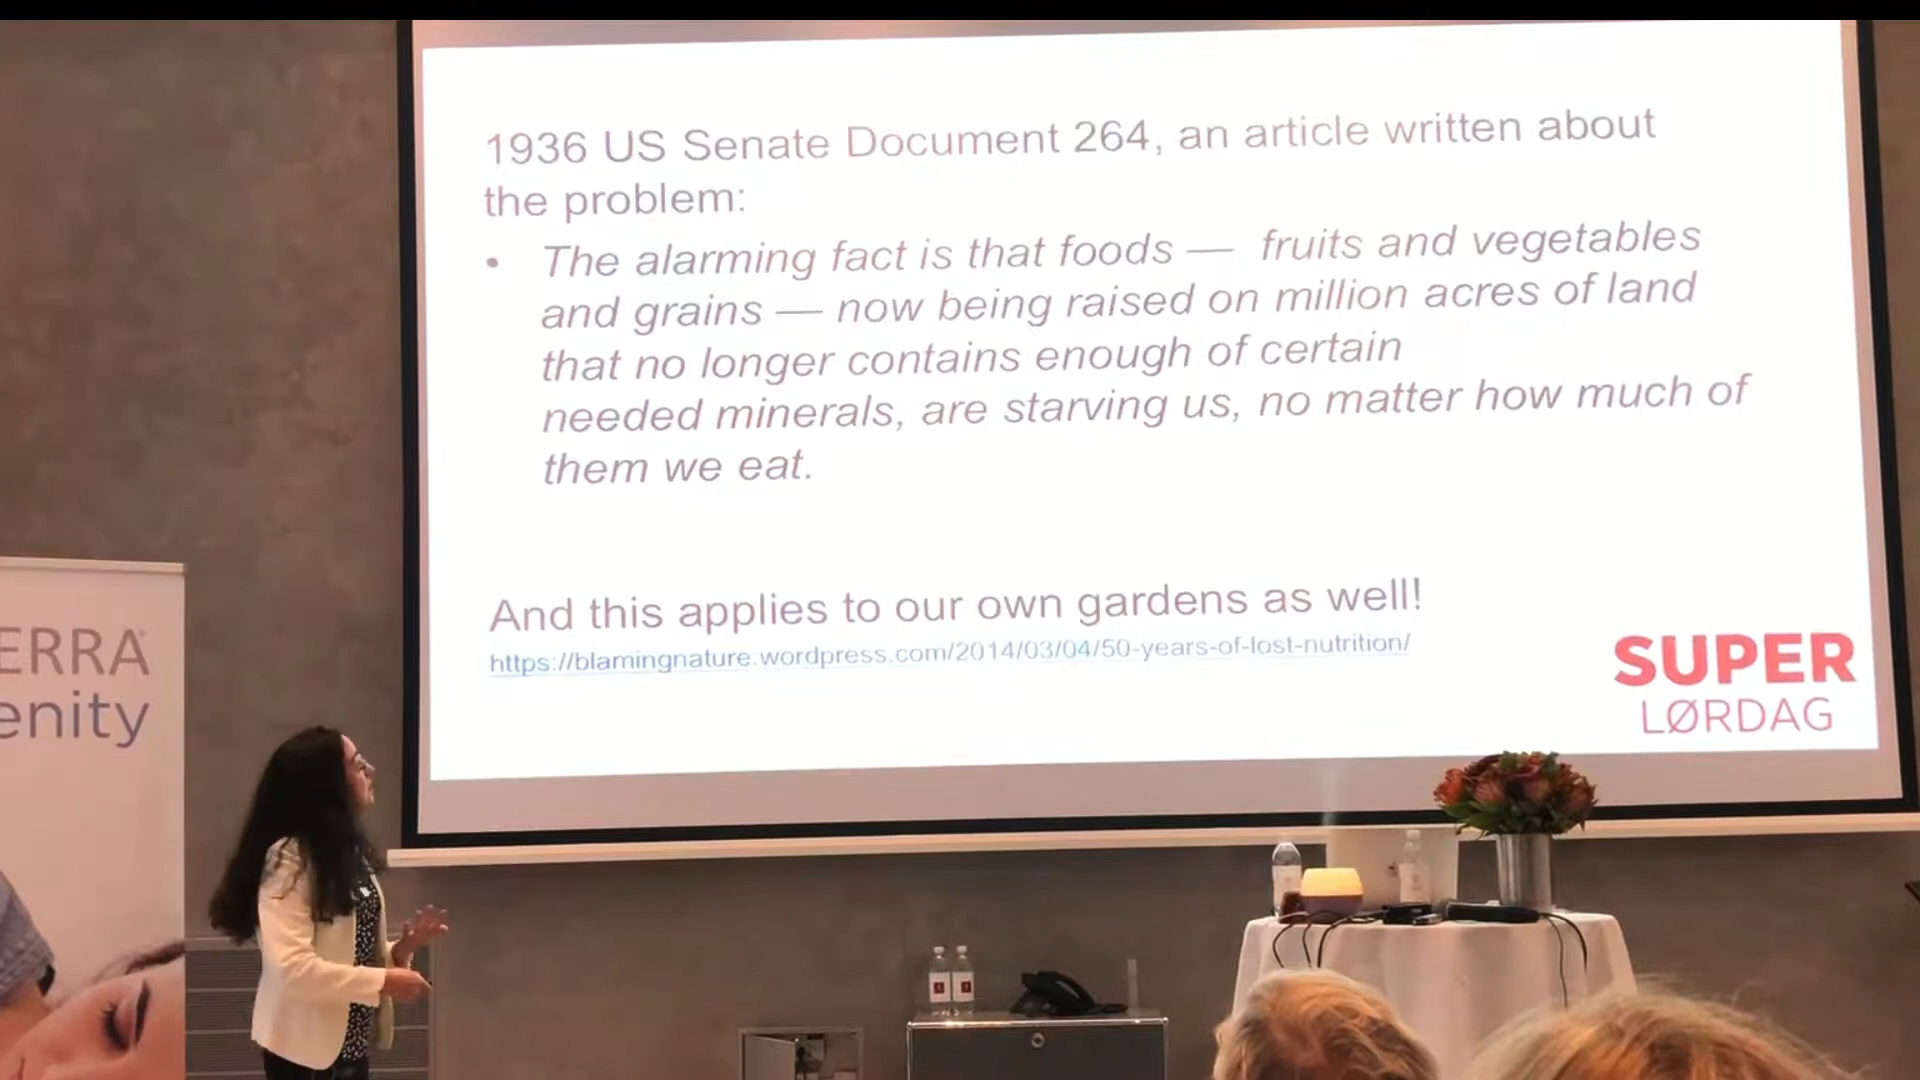 1936 US Senate Document 264, an article written about
the problem:
• The alarming fact is that foods — fruits and vegetables
and grains — now being raised on million acres of land
that no longer contains enough of certain
needed minerals, are starving us, no matter how much of
them we eat.
And this applies to our own gardens as well!
https://blamingnature.wordpress.com/2014/03/04/50-years-of-lost-nutrition/
SUPER
LØRDAG
ERRA
enity